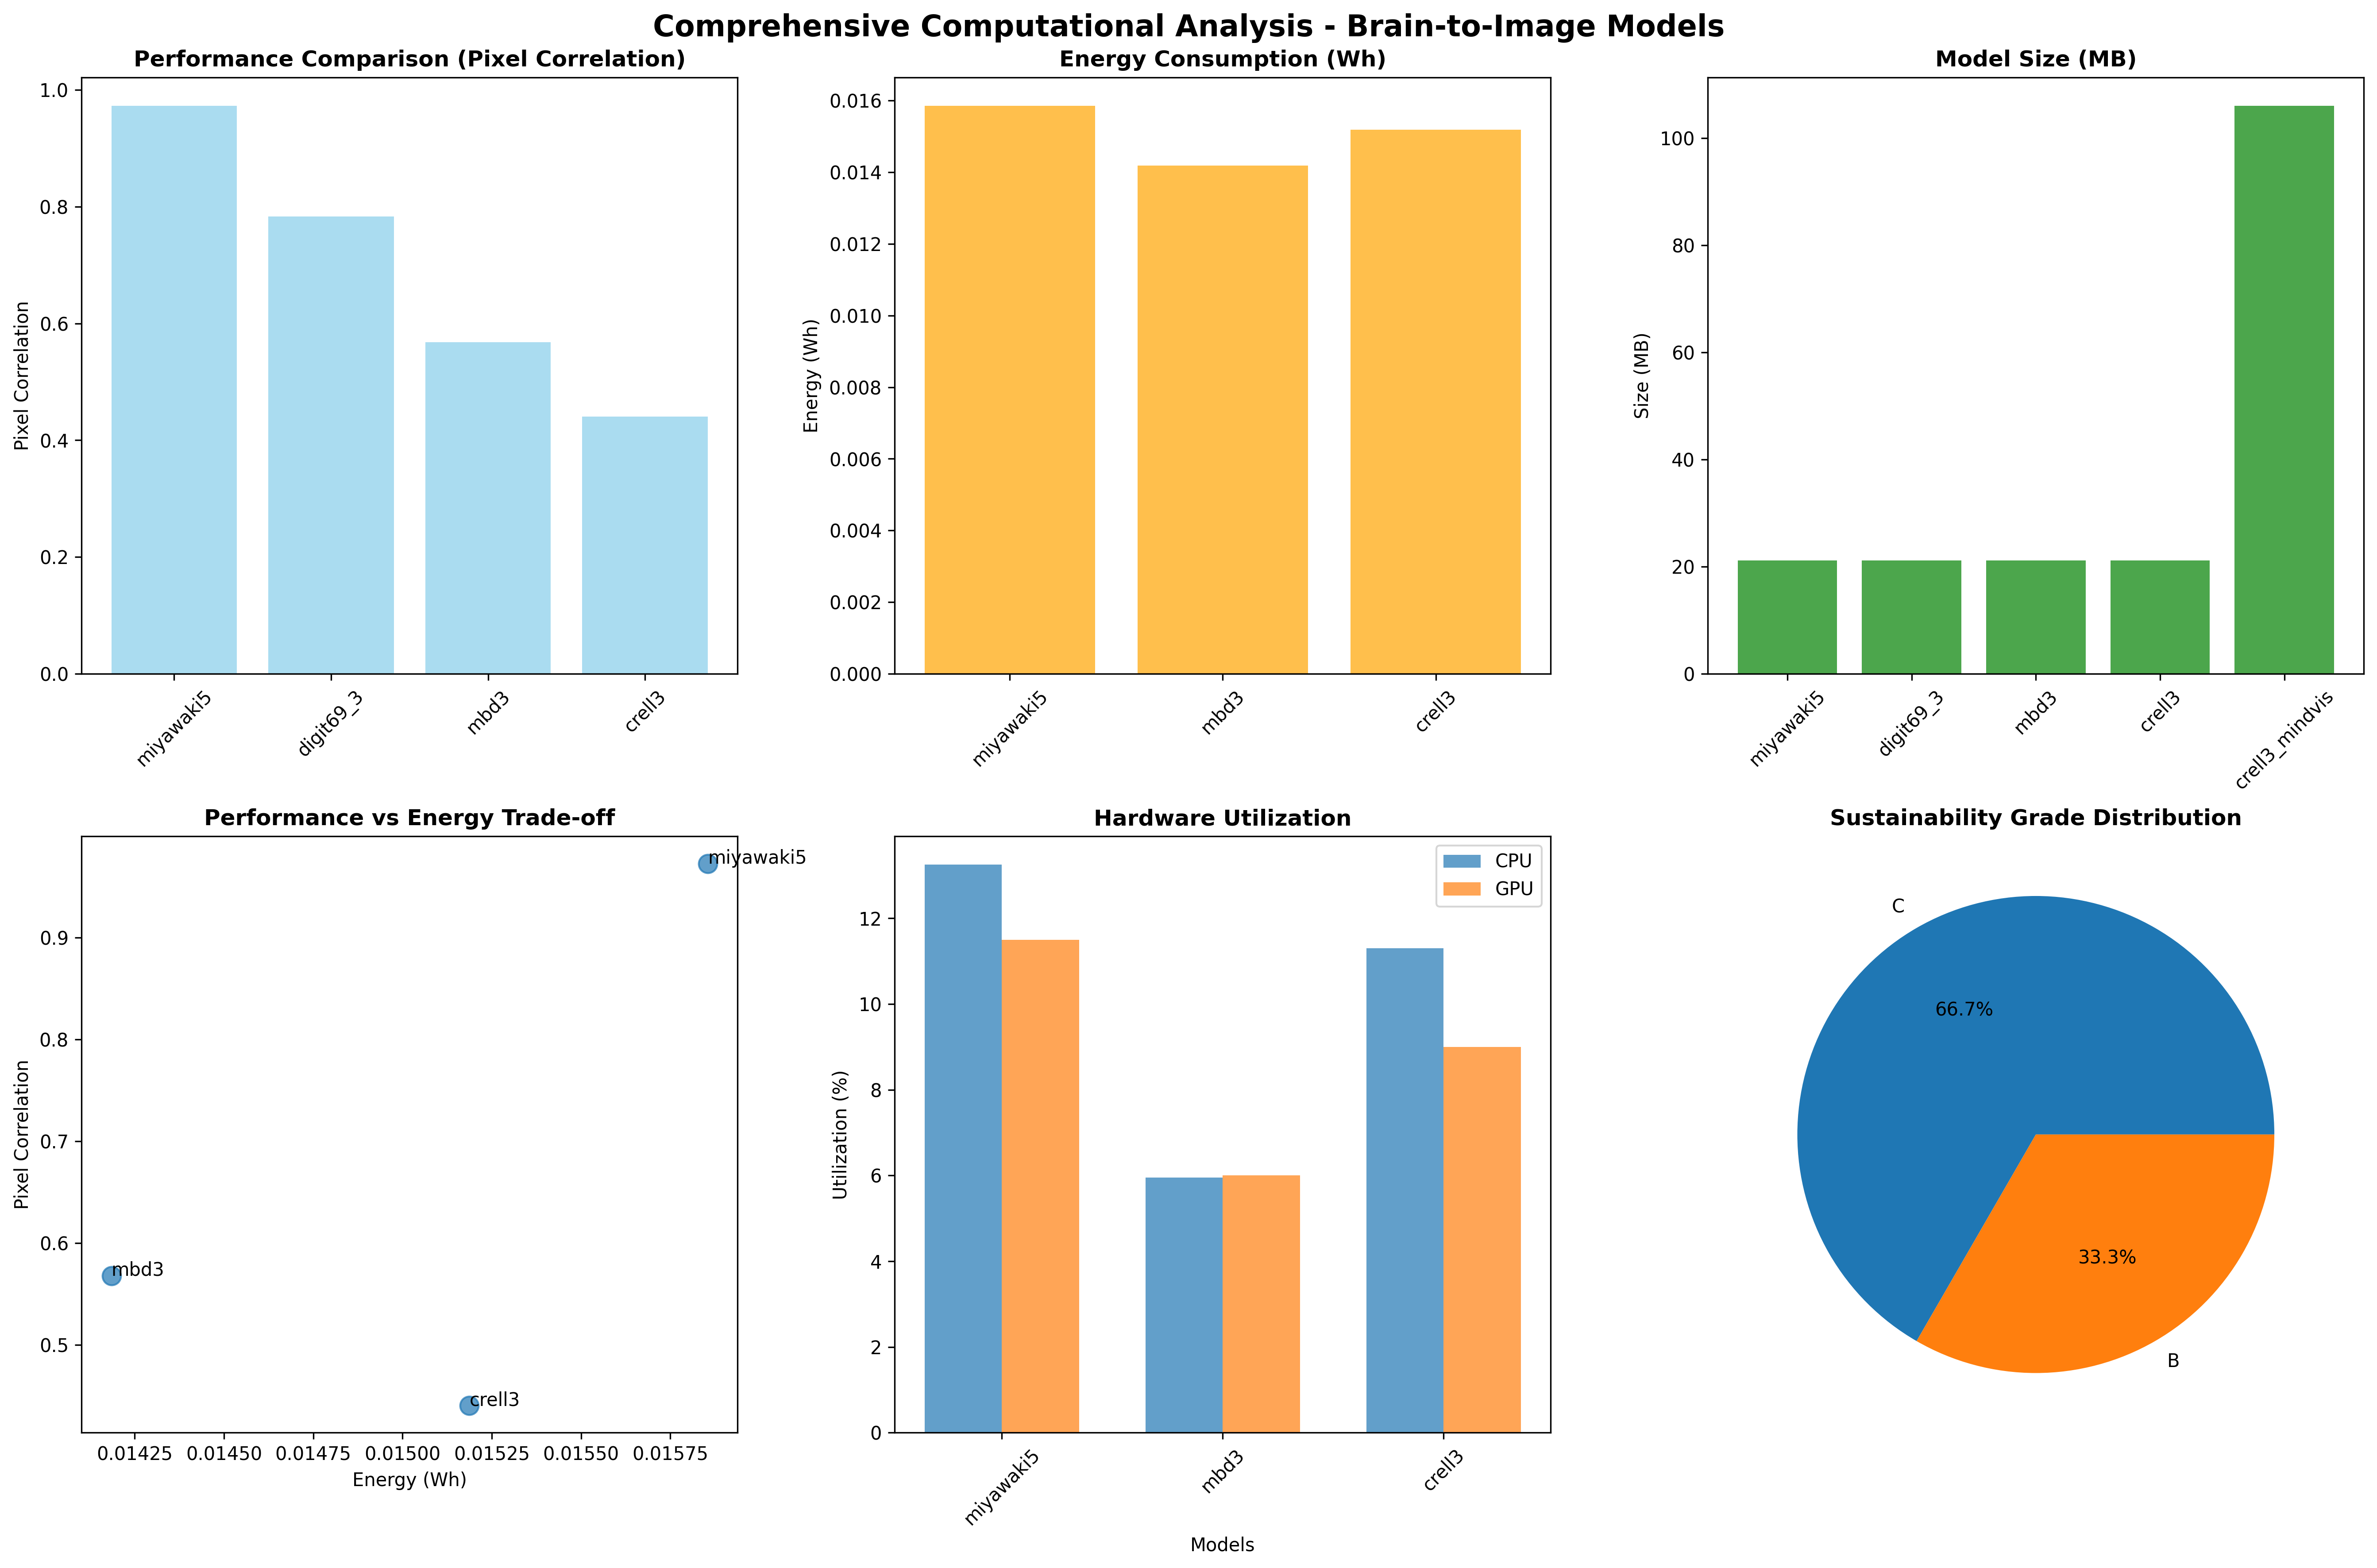 Comprehensive Computational Analysis - Brain-to-Image Models
Performance Comparison (Pixel Correlation)
Pixel Correlation
1.0
0.8
0.6
0.4
0.2
0.0
miyawaki5
digit69_3
mbd3
crell3
Energy Consumption (Wh)
Energy (Wh)
0.016
0.014
0.012
0.010
0.008
0.006
0.004
0.002
0.000
miyawaki5
mbd3
crell3
Model Size (MB)
Size (MB)
100
80
60
40
20
0
miyawaki5
digit69_3
mbd3
crell3
crell3_mindvis
Performance vs Energy Trade-off
Pixel Correlation
0.9
0.8
0.7
0.6
0.5
miyawaki5
mbd3
crell3
0.01425
0.01450
0.01475
0.01500
0.01525
0.01550
0.01575
Energy (Wh)
Hardware Utilization
Utilization (%)
12
10
8
6
4
2
0
CPU
GPU
miyawaki5
mbd3
crell3
Models
Sustainability Grade Distribution
C
66.7%
33.3%
B